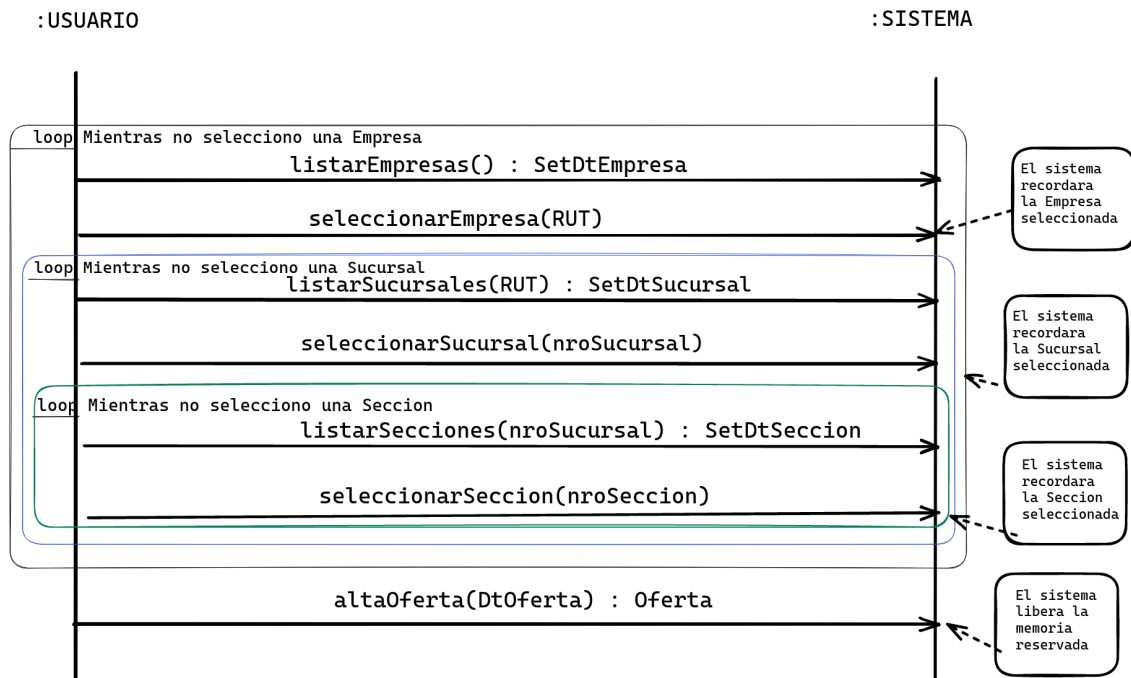 :USUARIO
:SISTEMA
loop Mientras no selecciono una Empresa
listarEmpresas() : SetDtEmpresa
El sistema
recordara
la Empresa
seleccionada
seleccionarEmpresa(RUT)
loop Mientras no selecciono una Sucursal
listarSucursales(RUT) : SetDtSucursal
El sistema
recordara
la Sucursal
seleccionada
seleccionarSucursal(nroSucursal)
loop Mientras no selecciono una Seccion
listarSecciones(nroSucursal) : SetDtSeccion
El sistema
recordara
la Seccion
seleccionada
seleccionarSeccion(nroSeccion)
altaOferta(DtOferta) : Oferta
El sistema
libera la
memoria
reservada